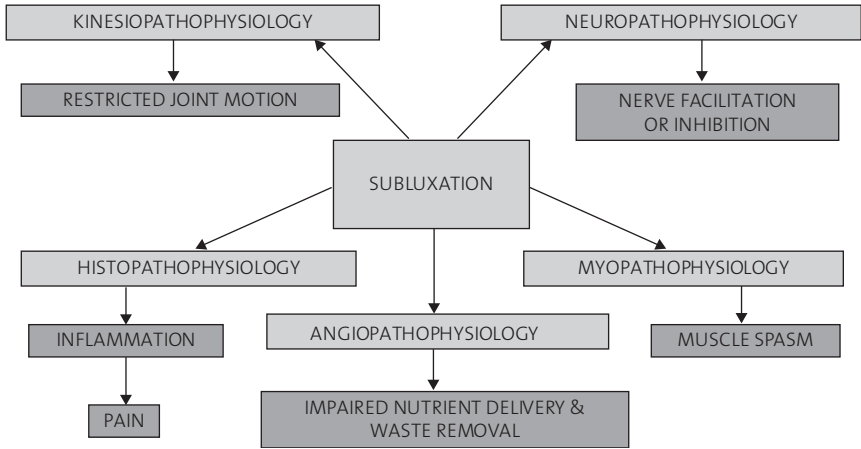 KINESIOPATHOPHYSIOLOGY
NEUROPATHOPHYSIOLOGY
RESTRICTED JOINT MOTION
NERVE FACILITATION
OR INHIBITION
SUBLUXATION
HISTOPATHOPHYSIOLOGY
MYOPATHOPHYSIOLOGY
INFLAMMATION
ANGIOPATHOPHYSIOLOGY
MUSCLE SPASM
PAIN
IMPAIRED NUTRIENT DELIVERY &
WASTE REMOVAL